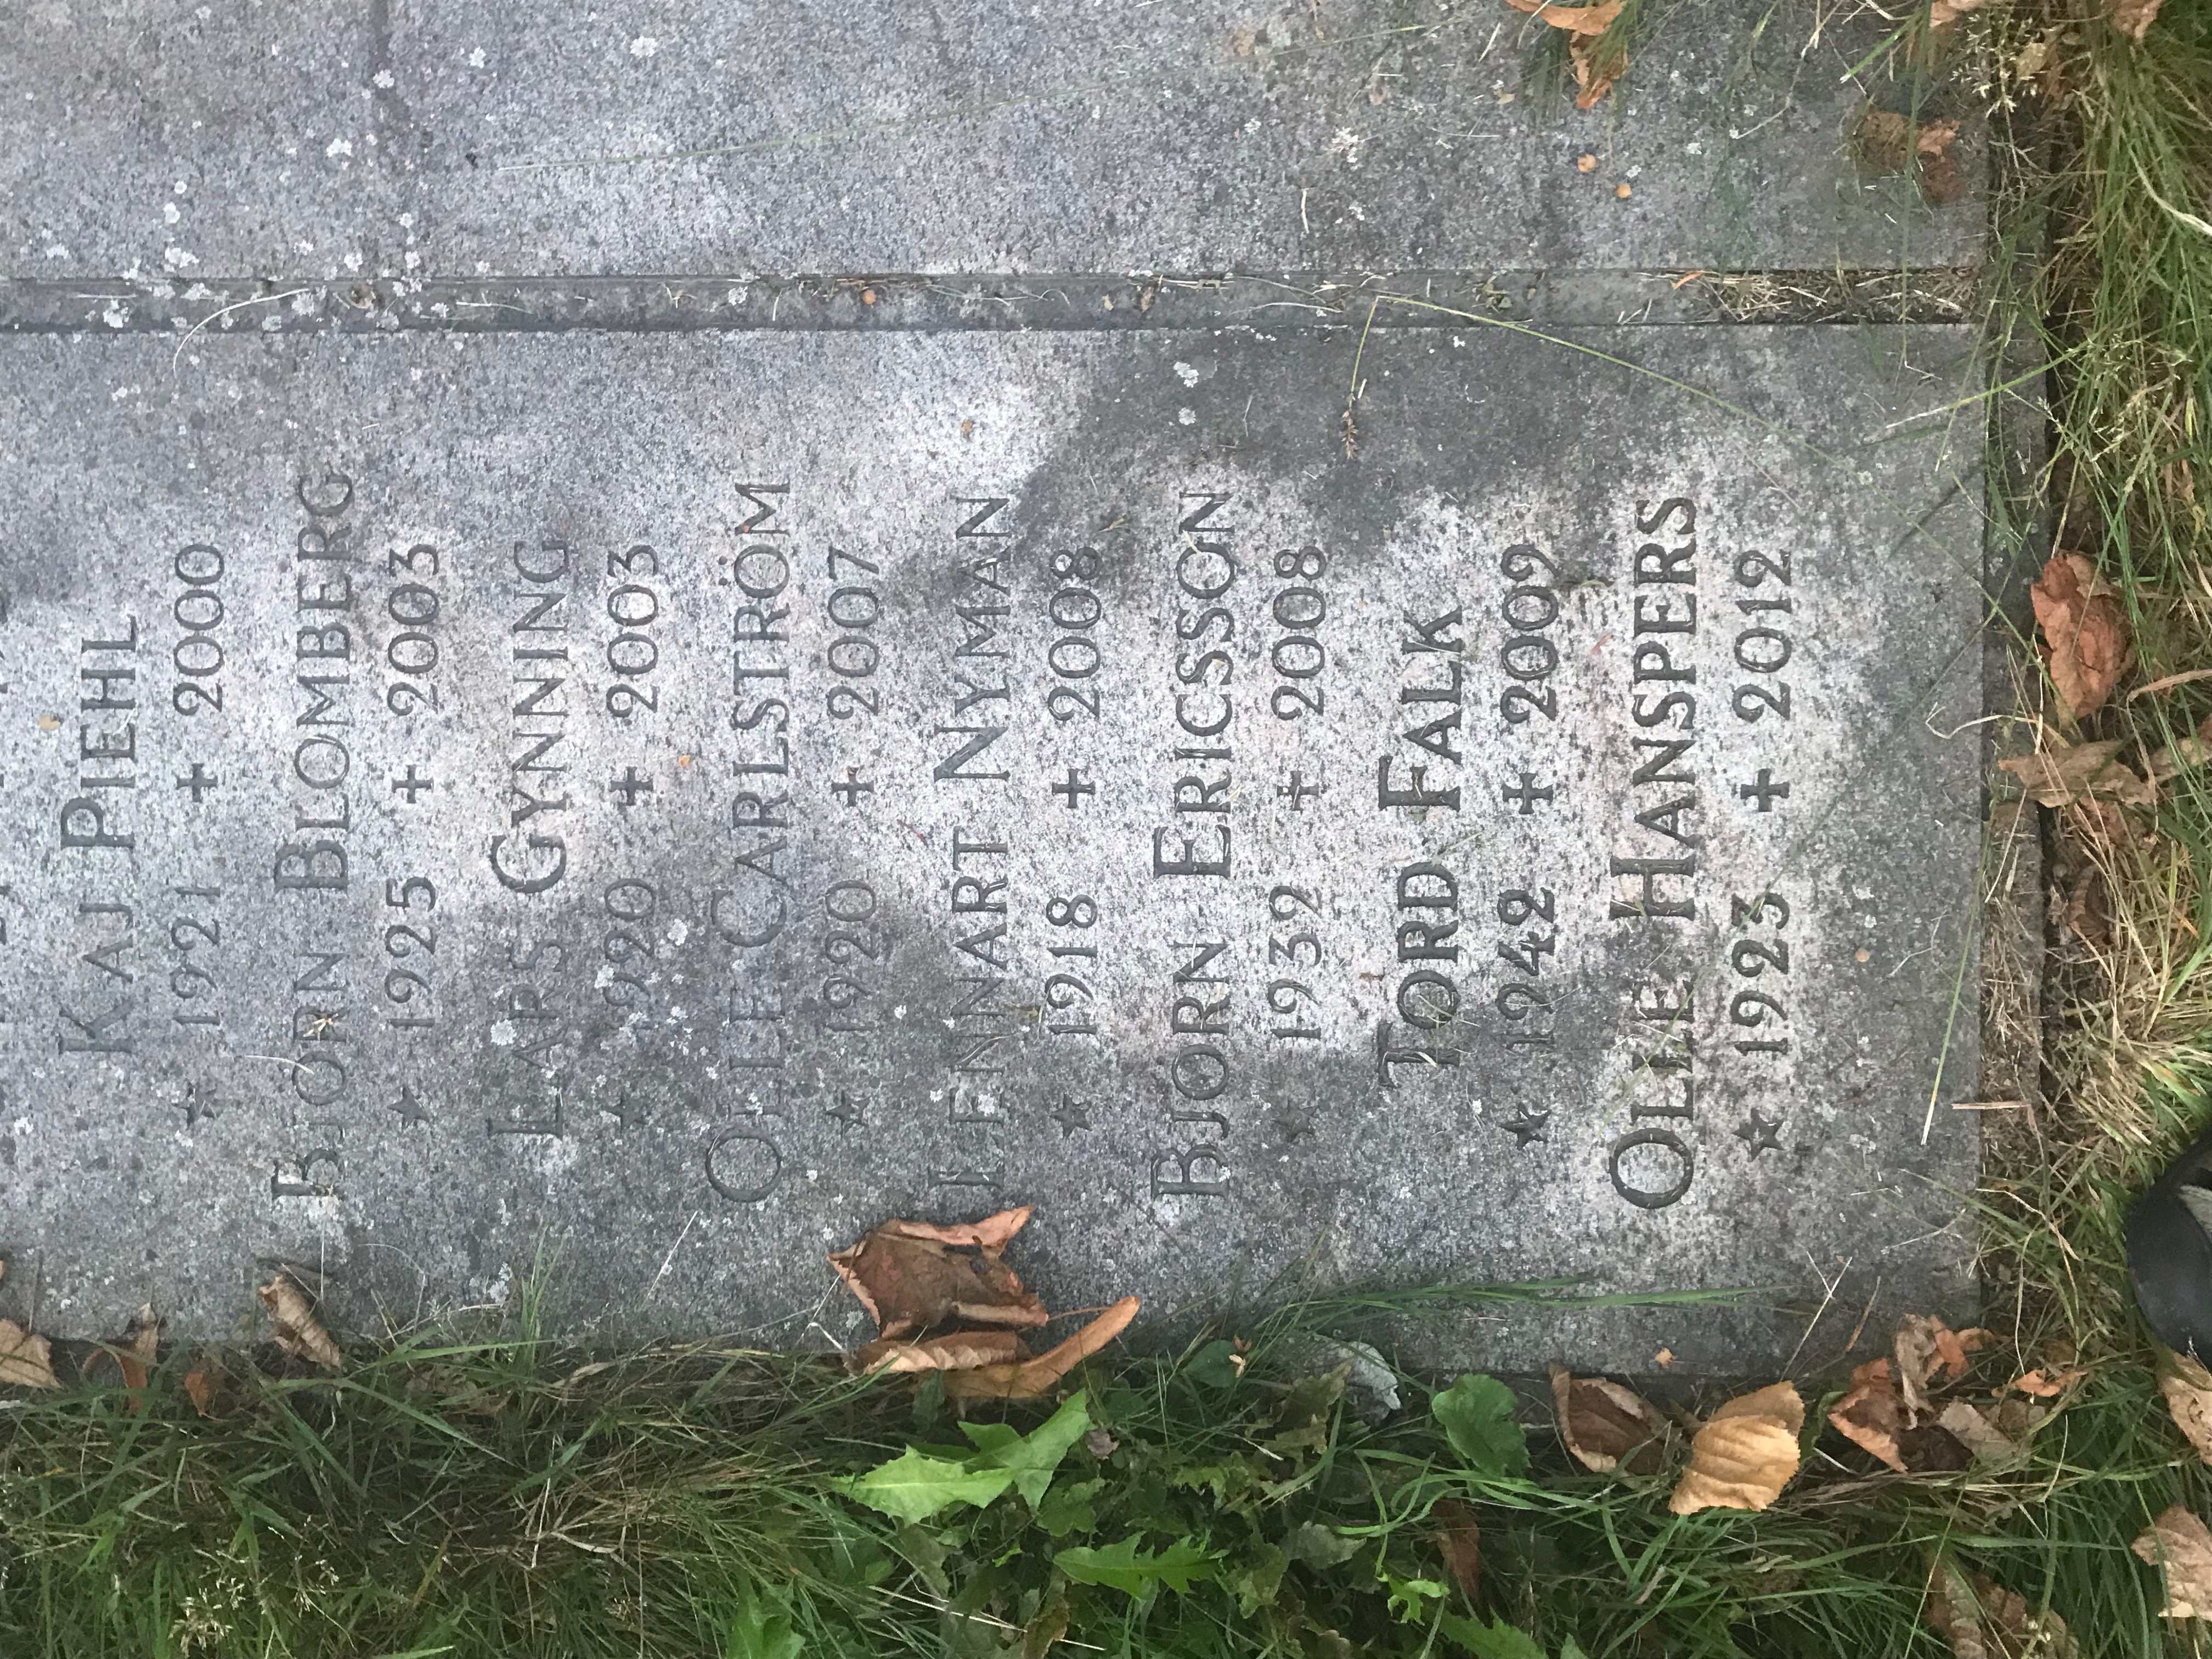 KAJ PIEHL
★ 1921 + 2000
BJÖRN BLOMBERG
★ 1925 + 2003
LARS GYNNING
★ 1920 + 2003
OLLE CARLSTRÖM
★ 1920 + 2007
LENNART NYMAN
★ 1918 + 2008
BJÖRN ERICSSON
★ 1932 + 2008
TORD FALK
★ 1942 + 2009
OLLE HANSPERS
★ 1923 + 2012